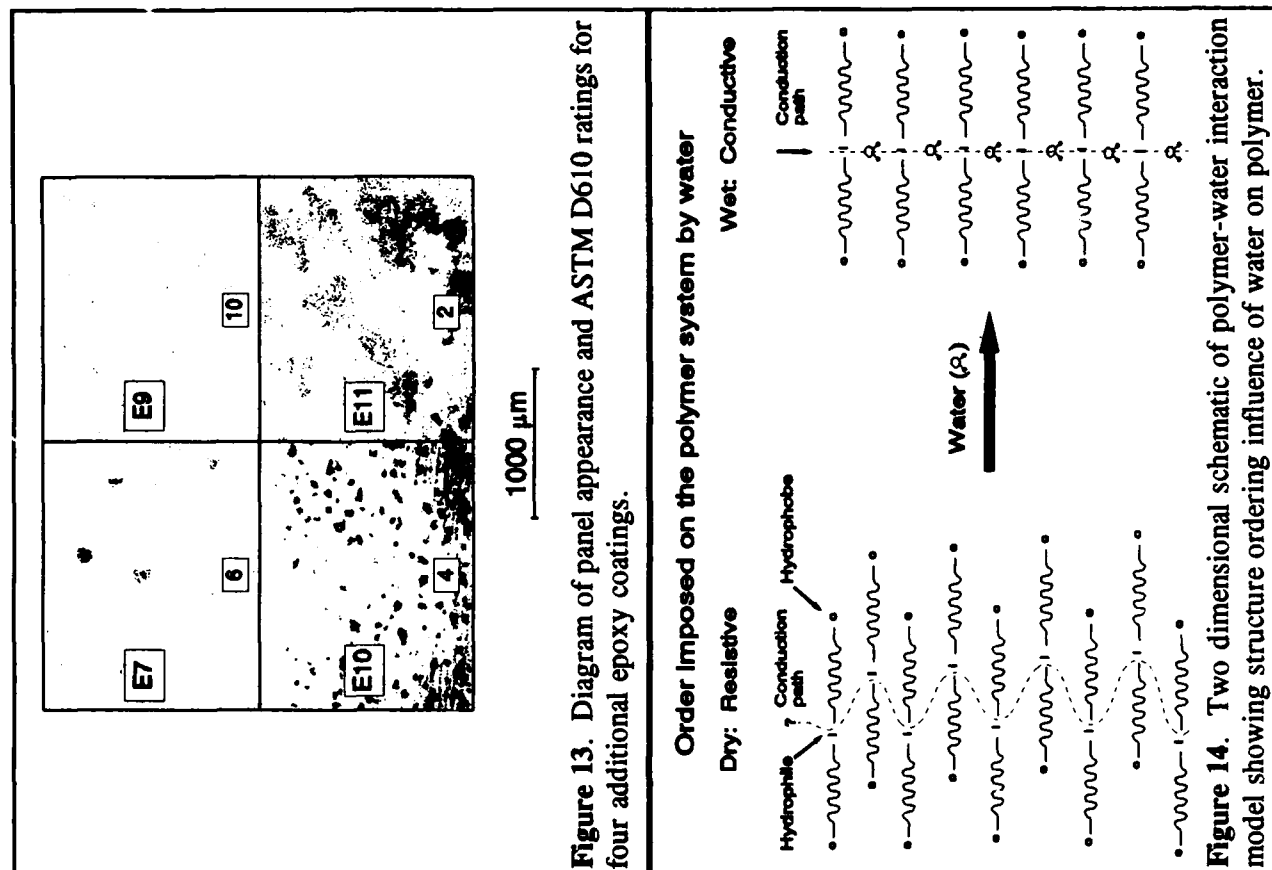 E7
E9
6
10
E10
E11
4
2
1000 µm
Figure 13. Diagram of panel appearance and ASTM D610 ratings for
four additional epoxy coatings.
Order imposed on the polymer system by water
Dry: Resistive
Wet: Conductive
Hydrophile
? Conduction
path
Hydrophobe
Water ( )
Conduction
path
Figure 14. Two dimensional schematic of polymer-water interaction
model showing structure ordering influence of water on polymer.